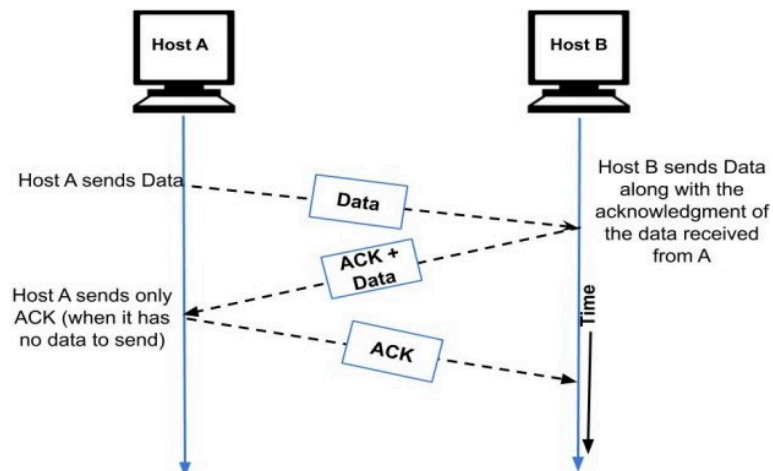 Host A
Host B
Host A sends Data
Data
Host B sends Data
along with the
acknowledgment of
the data received
from A
ACK +
Data
Host A sends only
ACK (when it has
no data to send)
Time
ACK